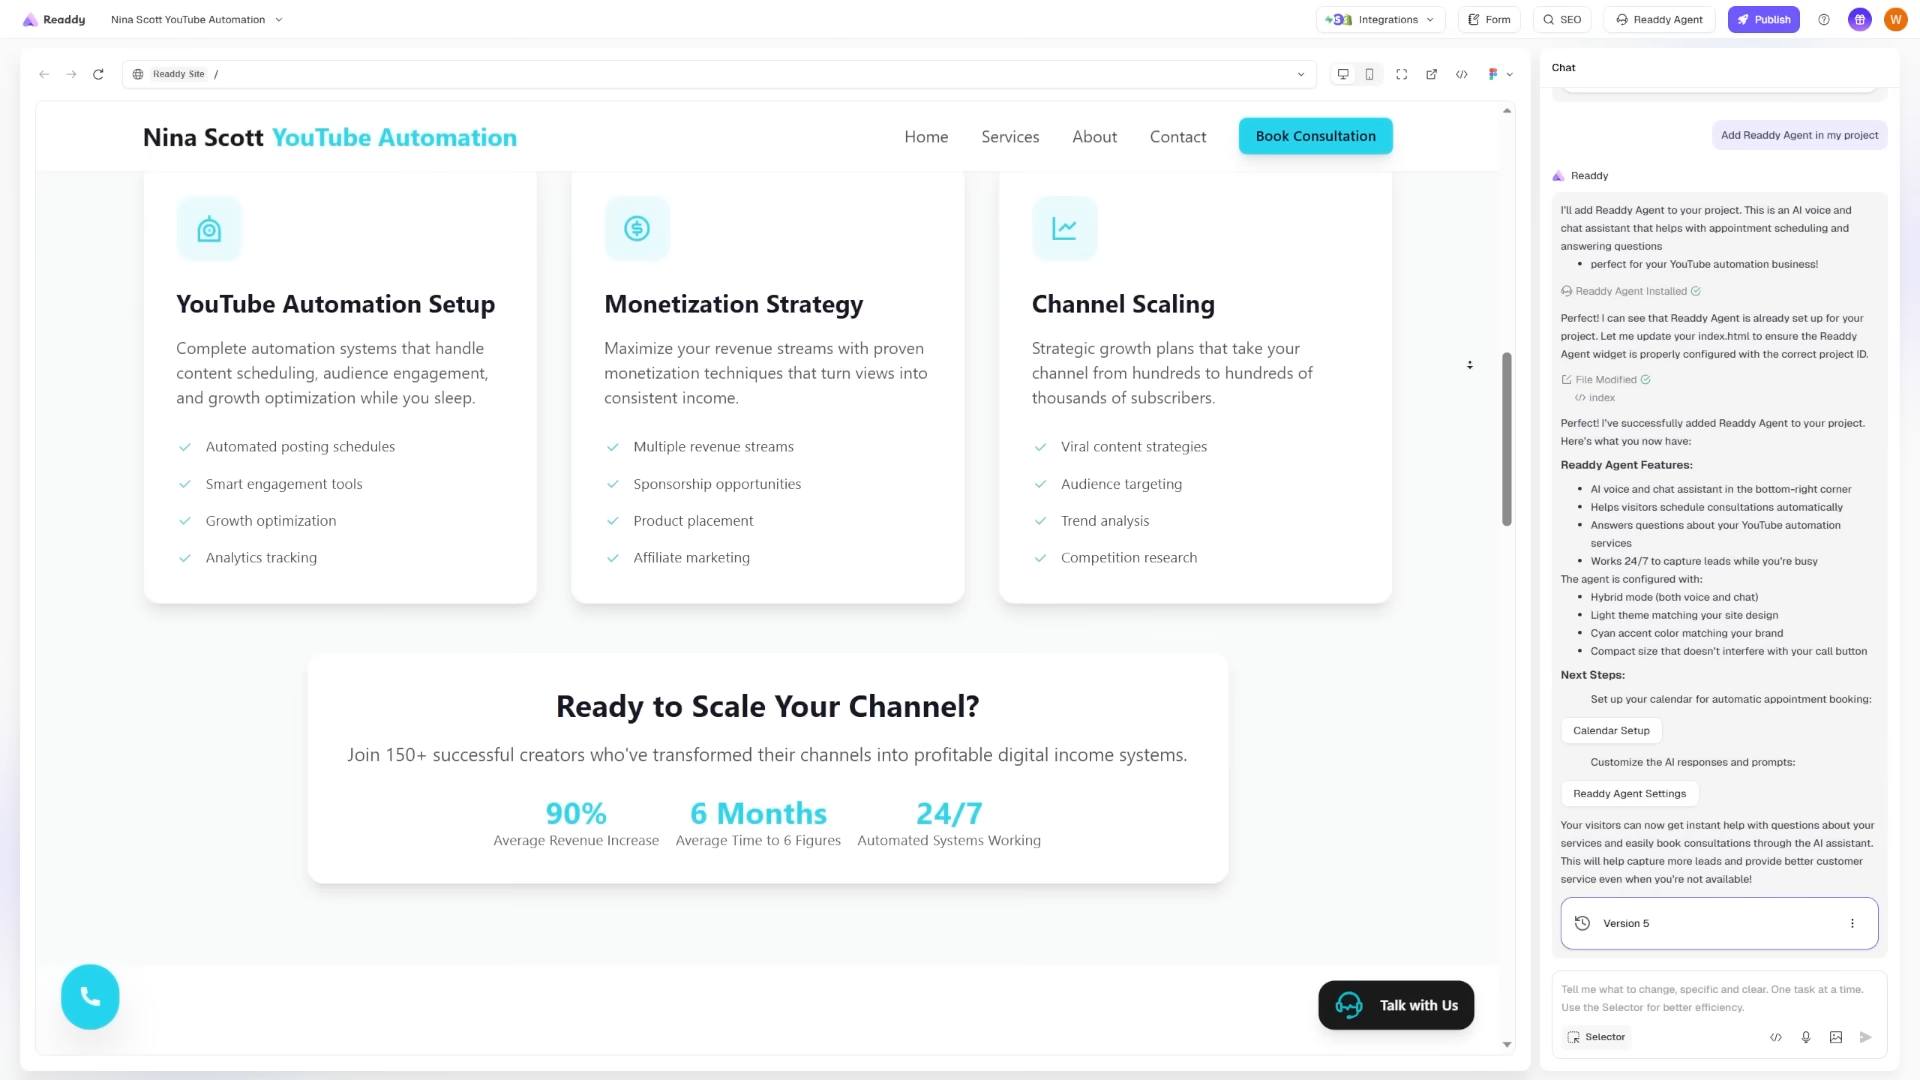 Readdy
Nina Scott YouTube Automation
Integrations
Form
SEO
Readdy Agent
Publish
W
Readdy Site /
Nina Scott YouTube Automation
Home
Services
About
Contact
Book Consultation
YouTube Automation Setup
Complete automation systems that handle
content scheduling, audience engagement,
and growth optimization while you sleep.
Automated posting schedules
Smart engagement tools
Growth optimization
Analytics tracking
Monetization Strategy
Maximize your revenue streams with proven
monetization techniques that turn views into
consistent income.
Multiple revenue streams
Sponsorship opportunities
Product placement
Affiliate marketing
Channel Scaling
Strategic growth plans that take your
channel from hundreds to hundreds of
thousands of subscribers.
Viral content strategies
Audience targeting
Trend analysis
Competition research
Ready to Scale Your Channel?
Join 150+ successful creators who've transformed their channels into profitable digital income systems.
90%
Average Revenue Increase
6 Months
Average Time to 6 Figures
24/7
Automated Systems Working
Talk with Us
Chat
Add Readdy Agent in my project
Readdy
I'll add Readdy Agent to your project. This is an AI voice and
chat assistant that helps with appointment scheduling and
answering questions
• perfect for your YouTube automation business!
Readdy Agent Installed
Perfect! I can see that Readdy Agent is already set up for your
project. Let me update your index.html to ensure the Readdy
Agent widget is properly configured with the correct project ID.
File Modified
index
Perfect! I've successfully added Readdy Agent to your project.
Here's what you now have:
Readdy Agent Features:
• AI voice and chat assistant in the bottom-right corner
• Helps visitors schedule consultations automatically
• Answers questions about your YouTube automation
services
• Works 24/7 to capture leads while you're busy
The agent is configured with:
• Hybrid mode (both voice and chat)
• Light theme matching your site design
• Cyan accent color matching your brand
• Compact size that doesn't interfere with your call button
Next Steps:
Set up your calendar for automatic appointment booking:
Calendar Setup
Customize the AI responses and prompts:
Readdy Agent Settings
Your visitors can now get instant help with questions about your
services and easily book consultations through the AI assistant.
This will help capture more leads and provide better customer
service even when you're not available!
Version 5
Tell me what to change, specific and clear. One task at a time.
Use the Selector for better efficiency.
Selector